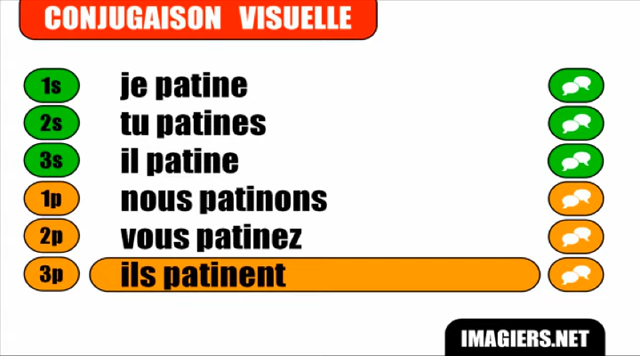 CONJUGAISON VISUELLE
1s je patine
2s tu patines
3s il patine
1p nous patinons
2p vous patinez
3p ils patinent
IMAGIERS.NET